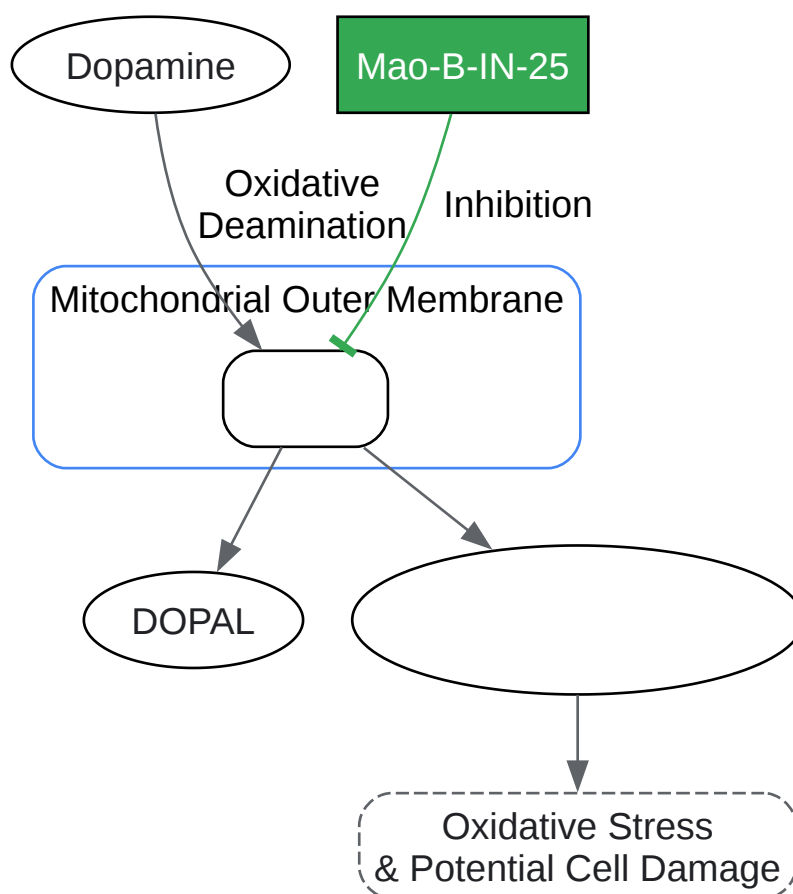 Dopamine
Mao-B-IN-25
Oxidative
Deamination
Inhibition
Mitochondrial Outer Membrane
DOPAL
Oxidative Stress
& Potential Cell Damage